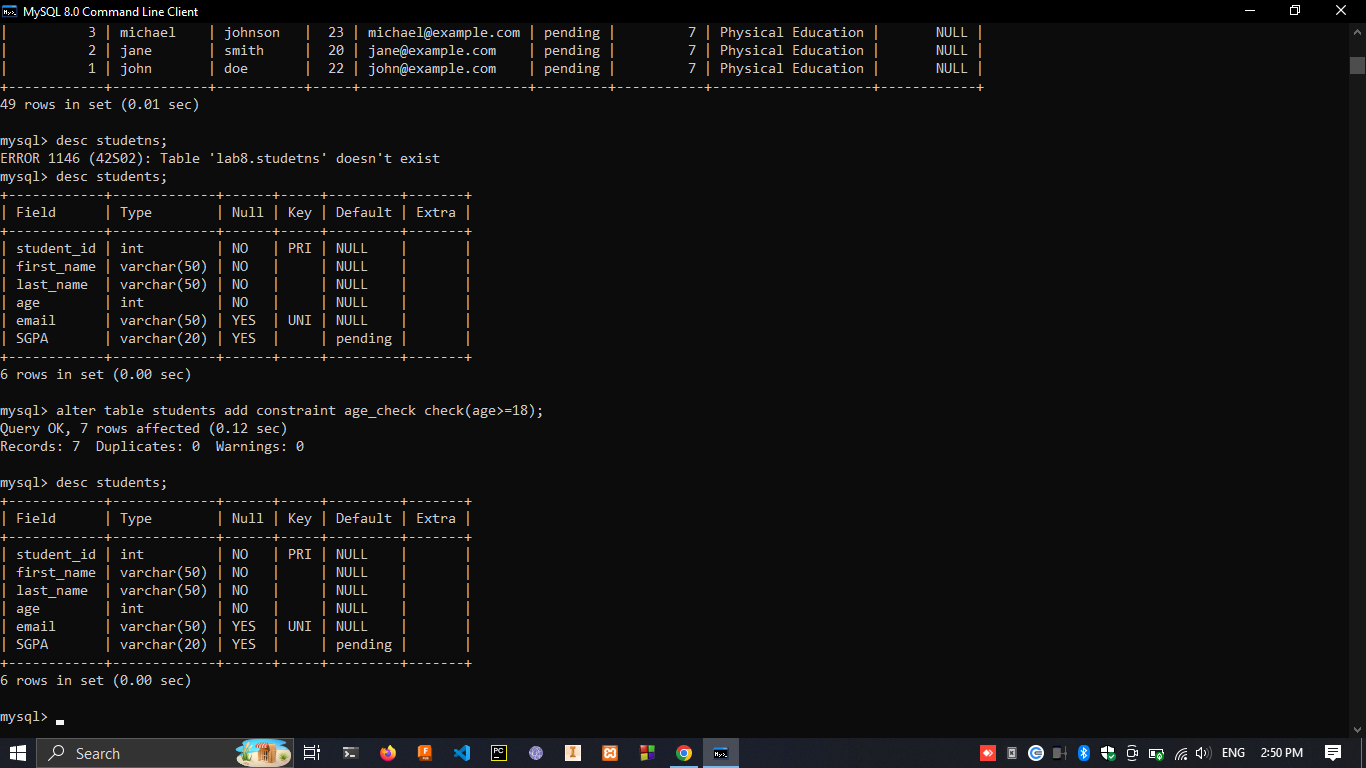 MySQL 8.0 Command Line Client
|          3 | michael    | johnson   |  23 | michael@example.com | pending |         7 | Physical Education |       NULL |
|          2 | jane       | smith     |  20 | jane@example.com    | pending |         7 | Physical Education |       NULL |
|          1 | john       | doe       |  22 | john@example.com    | pending |         7 | Physical Education |       NULL |
+------------+------------+-----------+-----+---------------------+---------+-----------+--------------------+------------+
49 rows in set (0.01 sec)
mysql> desc studetns;
ERROR 1146 (42S02): Table 'lab8.studetns' doesn't exist
mysql> desc students;
+------------+-------------+------+-----+---------+-------+
| Field      | Type        | Null | Key | Default | Extra |
+------------+-------------+------+-----+---------+-------+
| student_id | int         | NO   | PRI | NULL    |       |
| first_name | varchar(50) | NO   |     | NULL    |       |
| last_name  | varchar(50) | NO   |     | NULL    |       |
| age        | int         | NO   |     | NULL    |       |
| email      | varchar(50) | YES  | UNI | NULL    |       |
| SGPA       | varchar(20) | YES  |     | pending |       |
+------------+-------------+------+-----+---------+-------+
6 rows in set (0.00 sec)
mysql> alter table students add constraint age_check check(age>=18);
Query OK, 7 rows affected (0.12 sec)
Records: 7  Duplicates: 0  Warnings: 0
mysql> desc students;
+------------+-------------+------+-----+---------+-------+
| Field      | Type        | Null | Key | Default | Extra |
+------------+-------------+------+-----+---------+-------+
| student_id | int         | NO   | PRI | NULL    |       |
| first_name | varchar(50) | NO   |     | NULL    |       |
| last_name  | varchar(50) | NO   |     | NULL    |       |
| age        | int         | NO   |     | NULL    |       |
| email      | varchar(50) | YES  | UNI | NULL    |       |
| SGPA       | varchar(20) | YES  |     | pending |       |
+------------+-------------+------+-----+---------+-------+
6 rows in set (0.00 sec)
mysql>
Search
ENG
2:50 PM